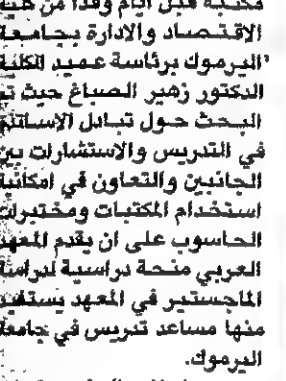 مكتبه قبل ايام وفدا من كلية
الاقتصاد والادارة بجامعة
اليرموك برئاسة عميد الكلية
الدكتور زهير الصباغ حيث تم
البحث حول تبادل الاساتذة
في التدريس والاستشارات بين
الجانبين والتعاون في امكانية
استخدام المكتبات ومختبرات
الحاسوب على ان يقدم المعهد
العربي منحة دراسية لدراسة
الماجستير في المعهد يستفيد
منها مساعد تدريس في جامعة
اليرموك.